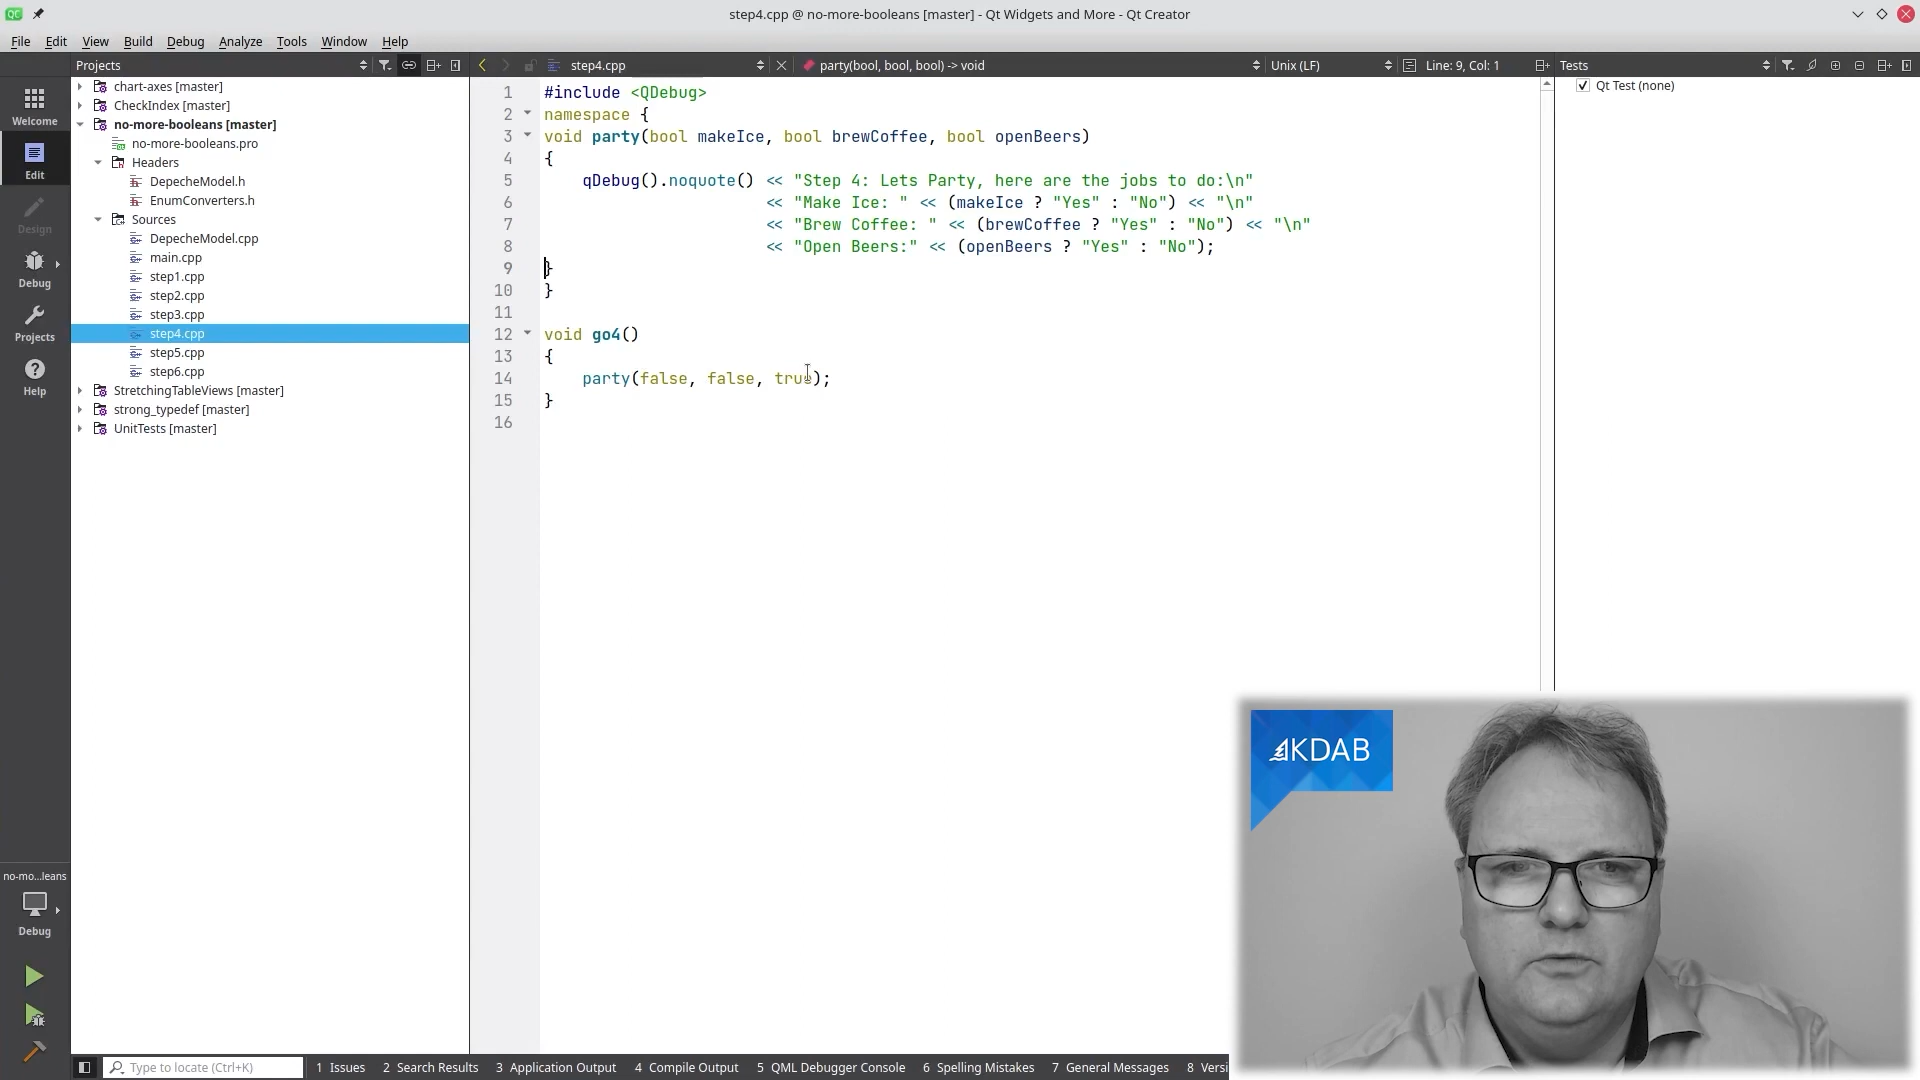 step4.cpp @ no-more-booleans [master] - Qt Widgets and More - Qt Creator
File Edit View Build Debug Analyze Tools Window Help
Projects
step4.cpp
party(bool, bool, bool) -> void
Unix (LF)
Line: 9, Col: 1
Tests
Welcome
Edit
Design
Debug
Projects
Help
no-mo...leans
Debug
chart-axes [master]
CheckIndex [master]
no-more-booleans [master]
no-more-booleans.pro
Headers
DepecheModel.h
EnumConverters.h
Sources
DepecheModel.cpp
main.cpp
step1.cpp
step2.cpp
step3.cpp
step4.cpp
step5.cpp
step6.cpp
StretchingTableViews [master]
strong_typedef [master]
UnitTests [master]
1 #include <QDebug>
2 namespace {
3 void party(bool makeIce, bool brewCoffee, bool openBeers)
4 {
5 qDebug().noquote() << "Step 4: Lets Party, here are the jobs to do:\n"
6 << "Make Ice: " << (makeIce ? "Yes" : "No") << "\n"
7 << "Brew Coffee: " << (brewCoffee ? "Yes" : "No") << "\n"
8 << "Open Beers:" << (openBeers ? "Yes" : "No");
9 }
10 }
11
12 void go4()
13 {
14 party(false, false, true);
15 }
16
Qt Test (none)
KDAB
Type to locate (Ctrl+K)
1 Issues 2 Search Results 3 Application Output 4 Compile Output 5 QML Debugger Console 6 Spelling Mistakes 7 General Messages 8 Versi